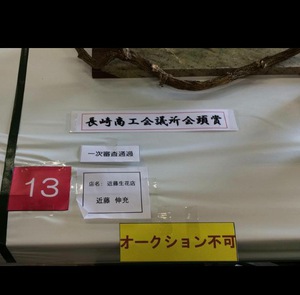 長崎商工会議所会頭賞
一次審査通過
13
店名: 近藤生花店
近藤 伸充
オークション不可